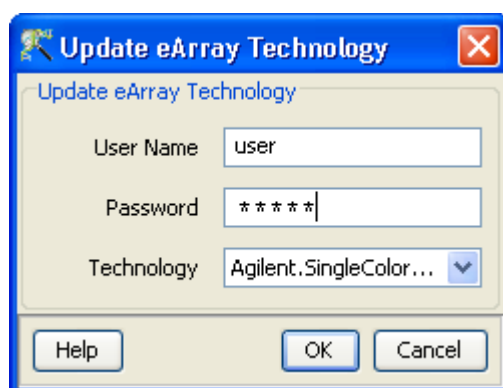 Update eArray Technology
Update eArray Technology
User Name user
Password *****
Technology Agilent.SingleColor...
Help OK Cancel